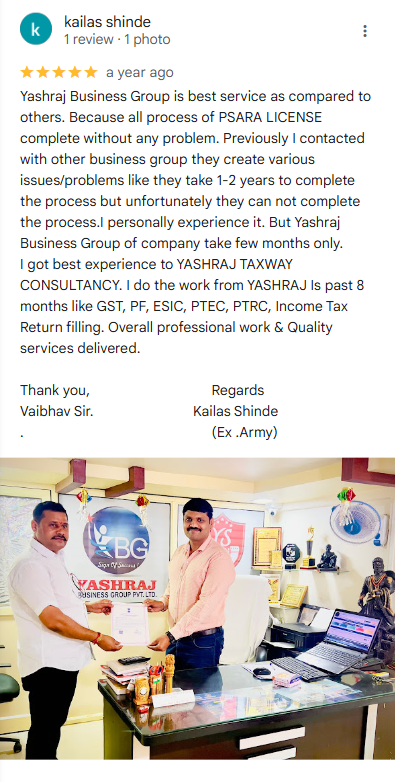 k
kailas shinde
1 review · 1 photo
a year ago
Yashraj Business Group is best service as compared to
others. Because all process of PSARA LICENSE
complete without any problem. Previously I contacted
with other business group they create various
issues/problems like they take 1-2 years to complete
the process but unfortunately they can not complete
the process.I personally experience it. But Yashraj
Business Group of company take few months only.
I got best experience to YASHRAJ TAXWAY
CONSULTANCY. I do the work from YASHRAJ Is past 8
months like GST, PF, ESIC, PTEC, PTRC, Income Tax
Return filling. Overall professional work & Quality
services delivered.
Thank you, Regards
Vaibhav Sir. Kailas Shinde
. (Ex .Army)
BG
Sign Of Success
YASHRAJ
BUSINESS GROUP PVT. LTD.
YS